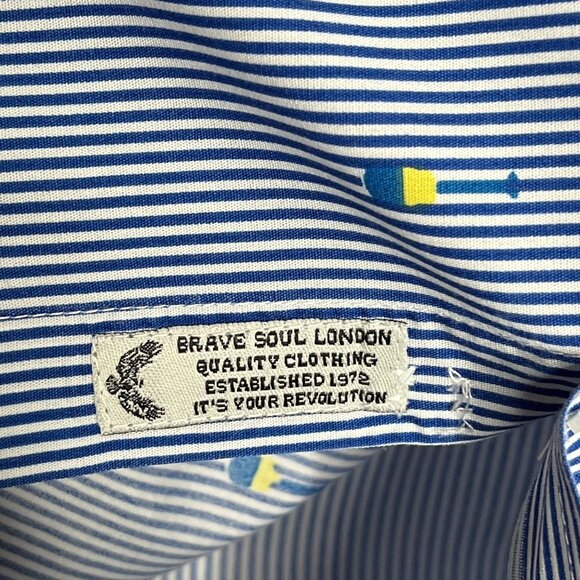 BRAVE SOUL LONDON
QUALITY CLOTHING
ESTABLISHED 1972
IT'S YOUR REVOLUTION